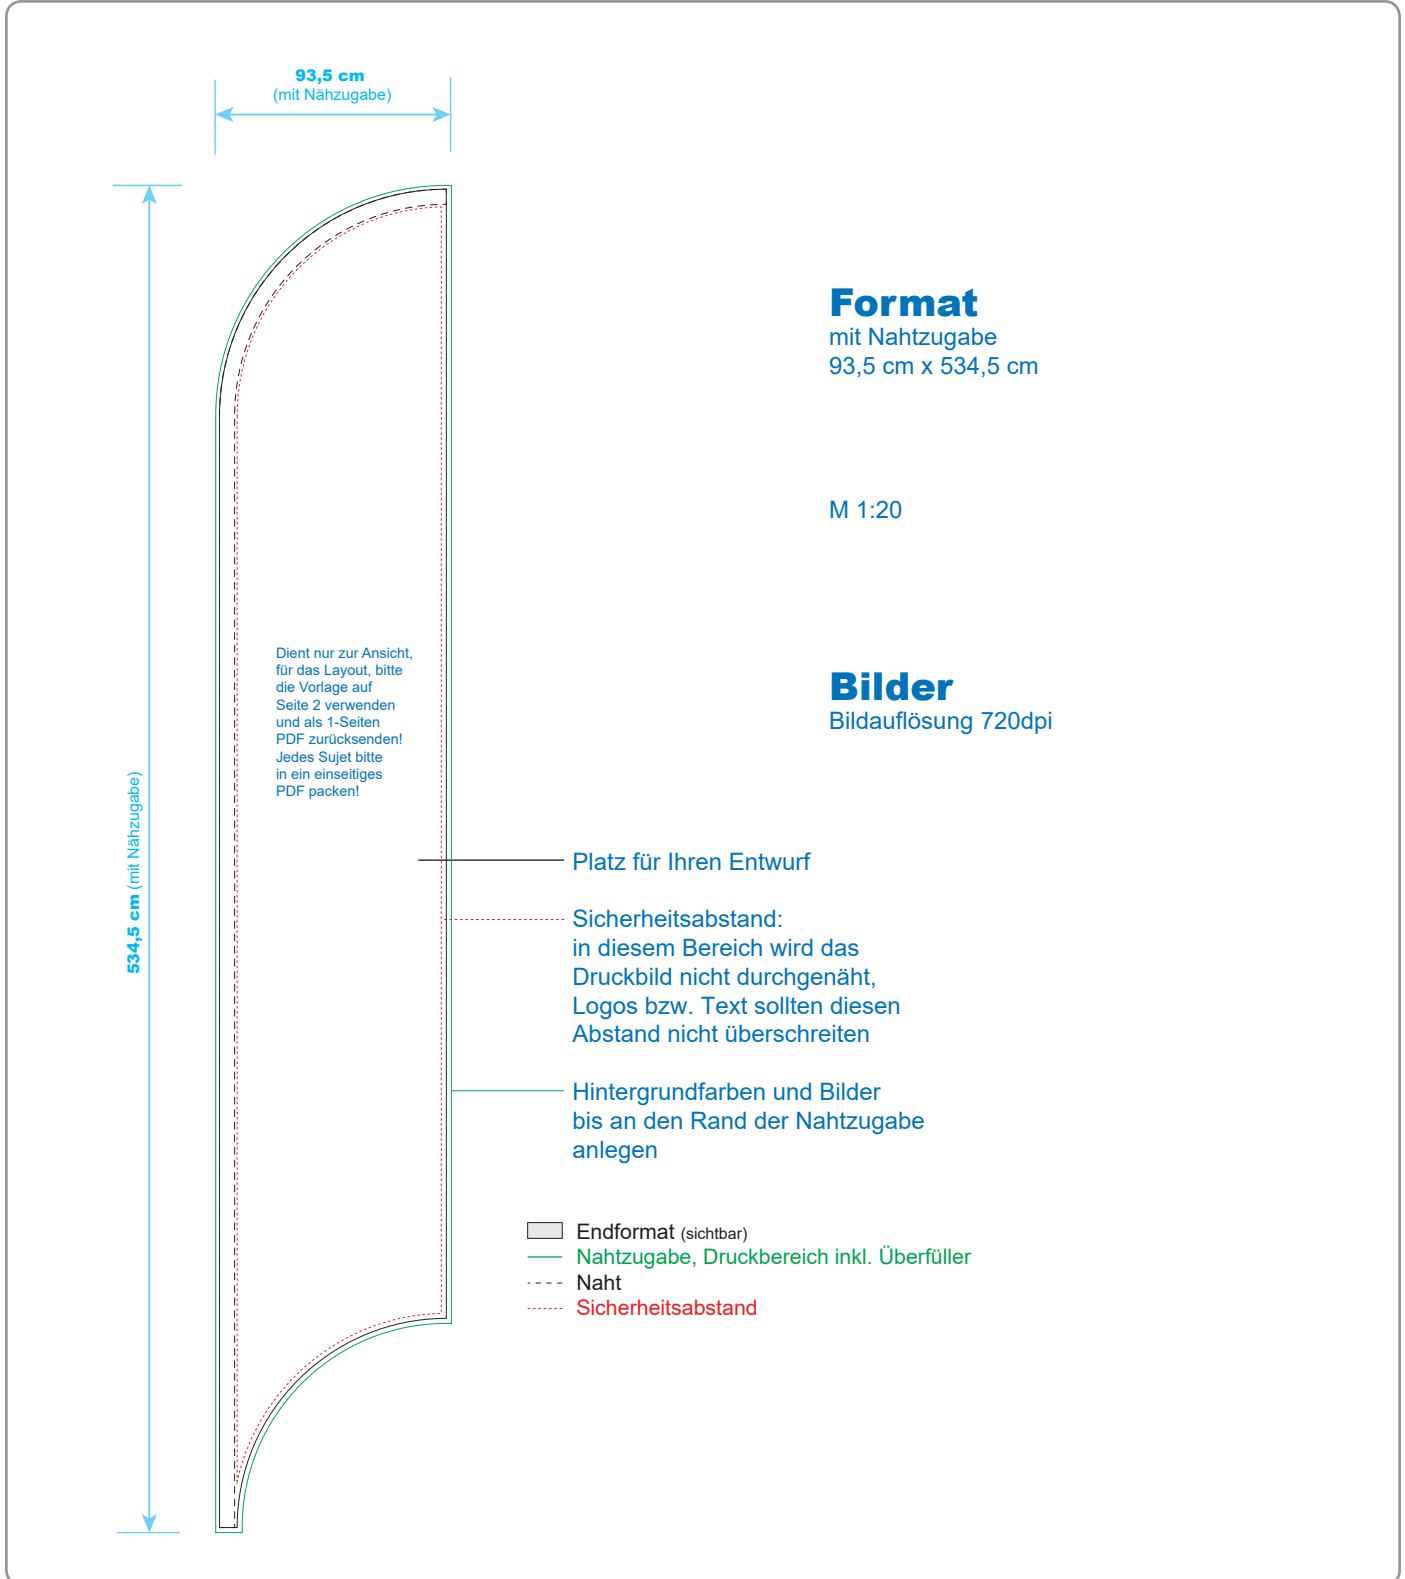 93,5 cm
(mit Nähzugabe)
Format
mit Nahtzugabe
93,5 cm x 534,5 cm
M 1:20
Dient nur zur Ansicht,
für das Layout, bitte
die Vorlage auf
Seite 2 verwenden
und als 1-Seiten
PDF zurücksenden!
Jedes Sujet bitte
in ein einseitiges
PDF packen!
Bilder
Bildauflösung 720dpi
534,5 cm (mit Nähzugabe)
Platz für Ihren Entwurf
Sicherheitsabstand:
in diesem Bereich wird das
Druckbild nicht durchgenäht,
Logos bzw. Text sollten diesen
Abstand nicht überschreiten
Hintergrundfarben und Bilder
bis an den Rand der Nahtzugabe
anlegen
Endformat (sichtbar)
Nahtzugabe, Druckbereich inkl. Überfüller
Naht
Sicherheitsabstand